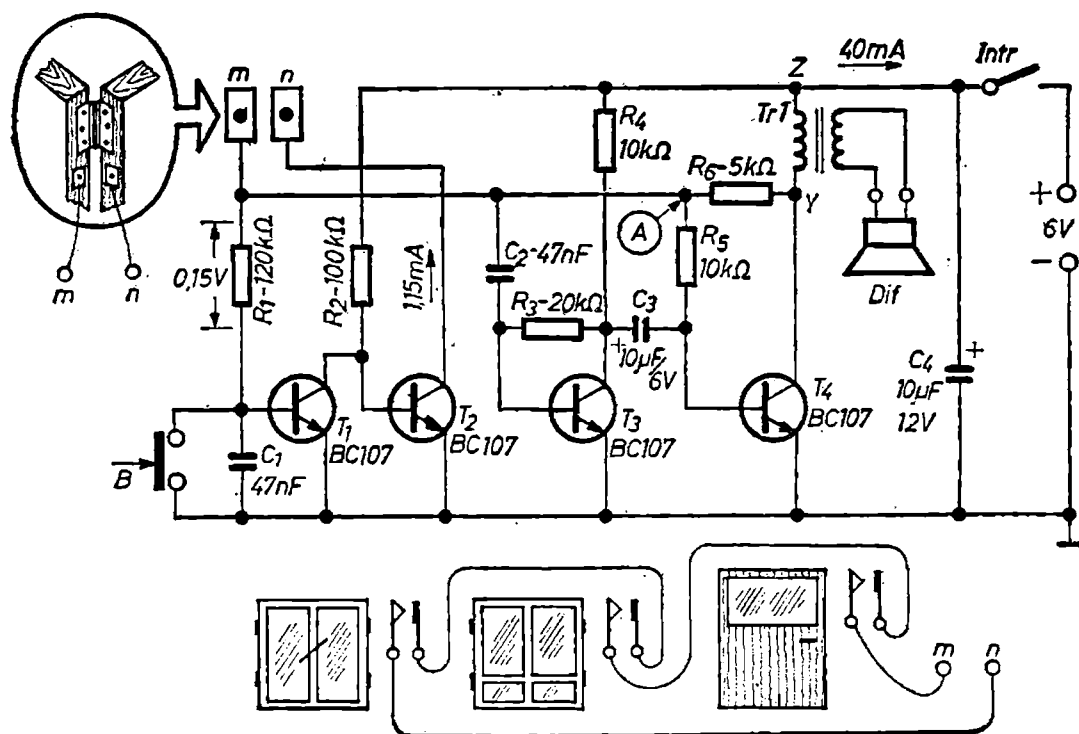 m
n
m
n
0,15V
R1-120kΩ
R2-100kΩ
1,15mA
C2-47nF
R3-20kΩ
R4
10kΩ
C3
+
10μF/
6V
A
R5
10kΩ
R6-5kΩ
Z
Y
Tr1
40mA
Intr
+
6V
-
Dif
C4
10μF
12V
+
B
C1
47nF
T1
BC107
T2
BC107
T3
BC107
T4
BC107
m
n